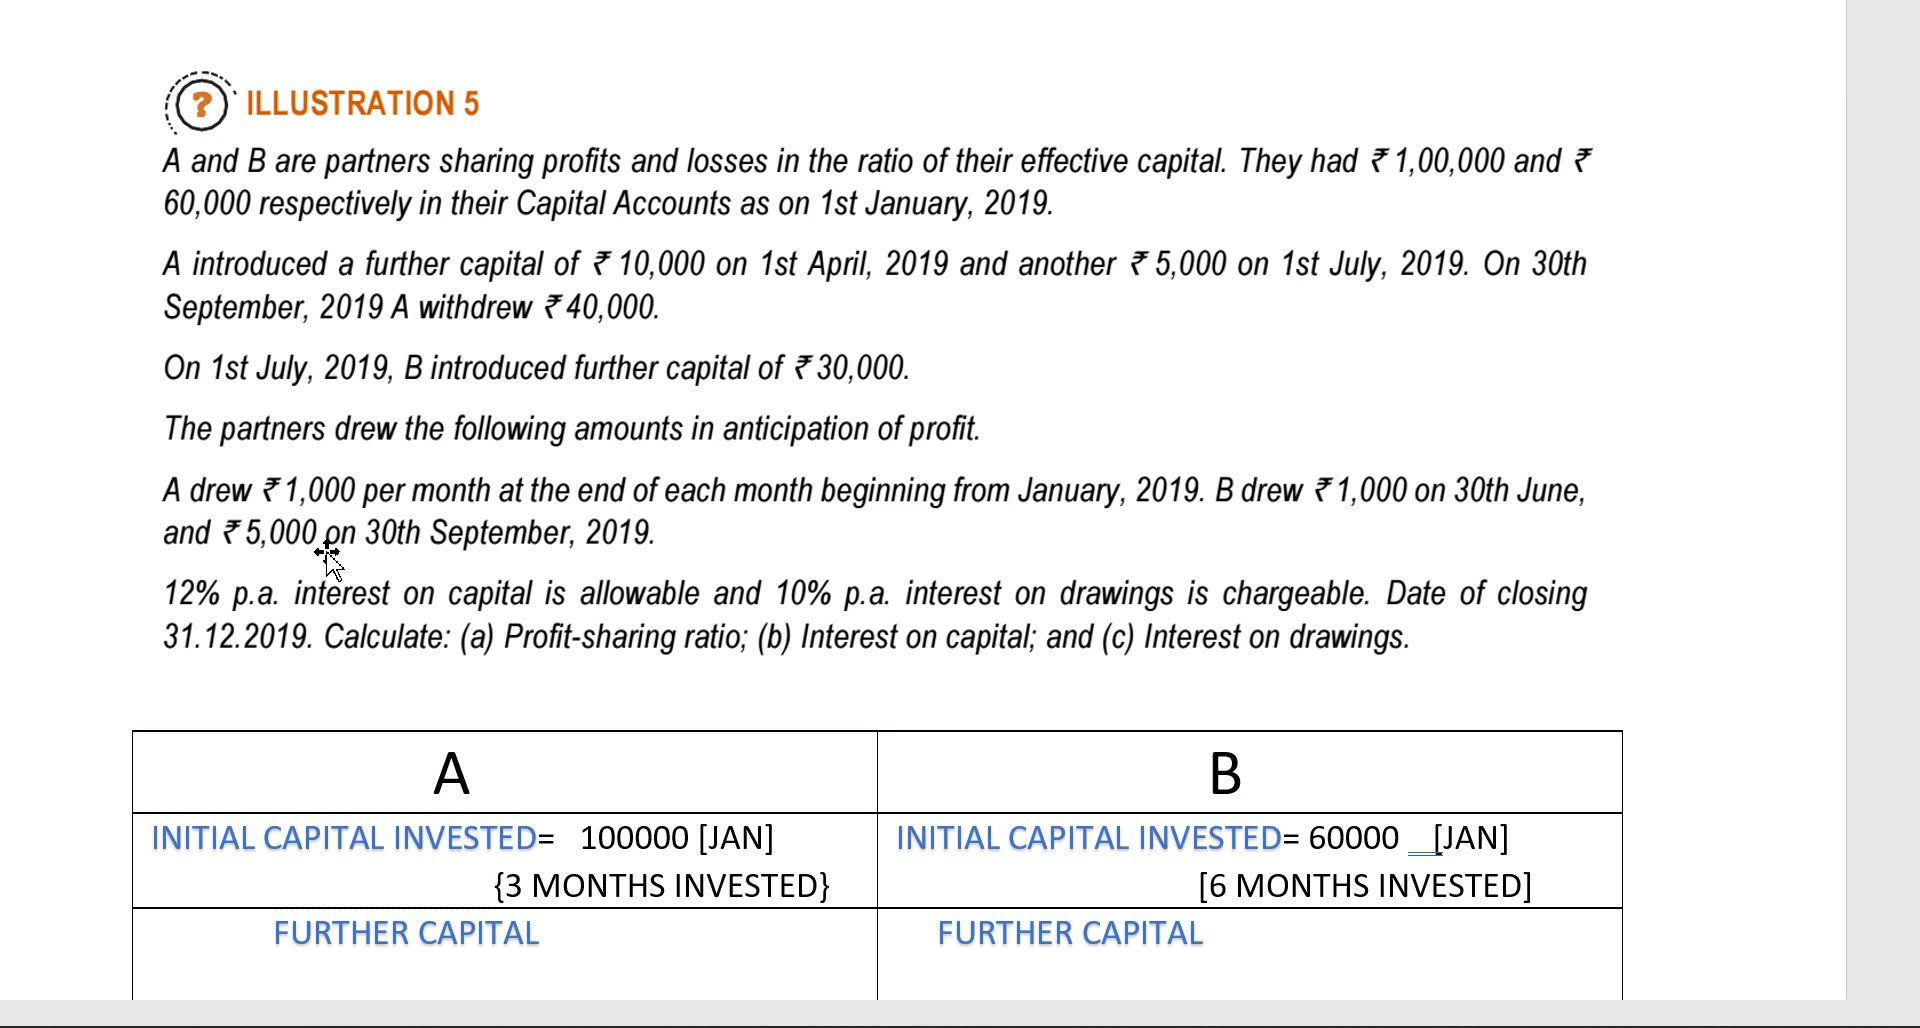 ? ILLUSTRATION 5
A and B are partners sharing profits and losses in the ratio of their effective capital. They had ₹ 1,00,000 and ₹
60,000 respectively in their Capital Accounts as on 1st January, 2019.
A introduced a further capital of ₹ 10,000 on 1st April, 2019 and another ₹ 5,000 on 1st July, 2019. On 30th
September, 2019 A withdrew ₹ 40,000.
On 1st July, 2019, B introduced further capital of ₹ 30,000.
The partners drew the following amounts in anticipation of profit.
A drew ₹ 1,000 per month at the end of each month beginning from January, 2019. B drew ₹ 1,000 on 30th June,
and ₹ 5,000 on 30th September, 2019.
12% p.a. interest on capital is allowable and 10% p.a. interest on drawings is chargeable. Date of closing
31.12.2019. Calculate: (a) Profit-sharing ratio; (b) Interest on capital; and (c) Interest on drawings.
A B
INITIAL CAPITAL INVESTED= 100000 [JAN]
{3 MONTHS INVESTED}
INITIAL CAPITAL INVESTED= 60000 [JAN]
[6 MONTHS INVESTED]
FURTHER CAPITAL
FURTHER CAPITAL